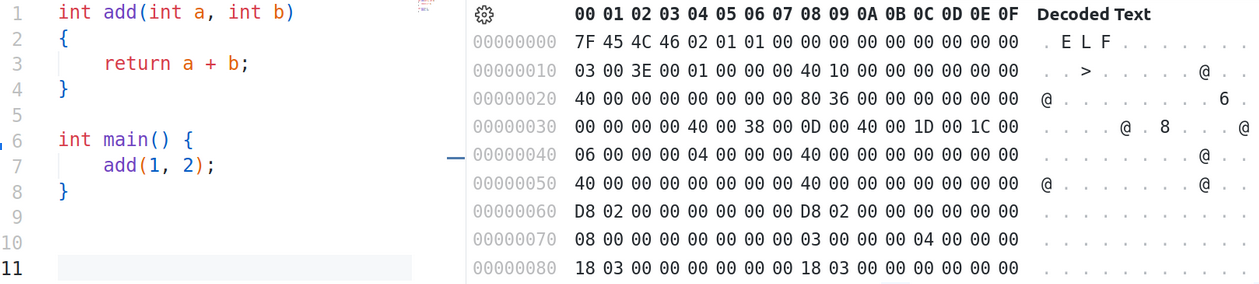 1 int add(int a, int b)
2 {
3     return a + b;
4 }
5
6 int main() {
7     add(1, 2);
8 }
9
10
11
00 01 02 03 04 05 06 07 08 09 0A 0B 0C 0D 0E 0F Decoded Text
00000000 7F 45 4C 46 02 01 01 00 00 00 00 00 00 00 00 00 . E L F . . . . . . .
00000010 03 00 3E 00 01 00 00 00 40 10 00 00 00 00 00 00 . . > . . . . . @ . .
00000020 40 00 00 00 00 00 00 00 80 36 00 00 00 00 00 00 @ . . . . . . . . 6 .
00000030 00 00 00 00 40 00 38 00 0D 00 40 00 1D 00 1C 00 . . . . @ . 8 . . . @
00000040 06 00 00 00 04 00 00 00 40 00 00 00 00 00 00 00 . . . . . . . . @ . .
00000050 40 00 00 00 00 00 00 00 40 00 00 00 00 00 00 00 @ . . . . . . . @ . .
00000060 D8 02 00 00 00 00 00 00 D8 02 00 00 00 00 00 00 . . . . . . . . . . .
00000070 08 00 00 00 00 00 00 00 03 00 00 00 04 00 00 00 . . . . . . . . . . .
00000080 18 03 00 00 00 00 00 00 18 03 00 00 00 00 00 00 . . . . . . . . . . .